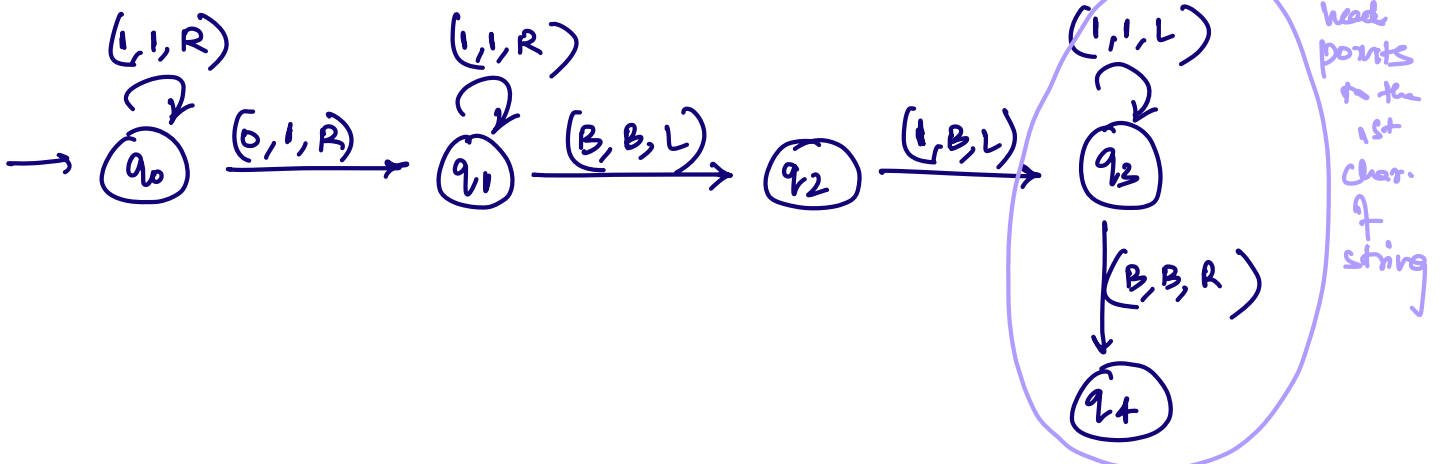 (1,1,R)
(1,1,R)
(1,1,L)
head
points
to the
1st
char.
of
string
(0,1,R)
(B,B,L)
(1,B,L)
q0
q1
q2
q3
(B,B,R)
q4